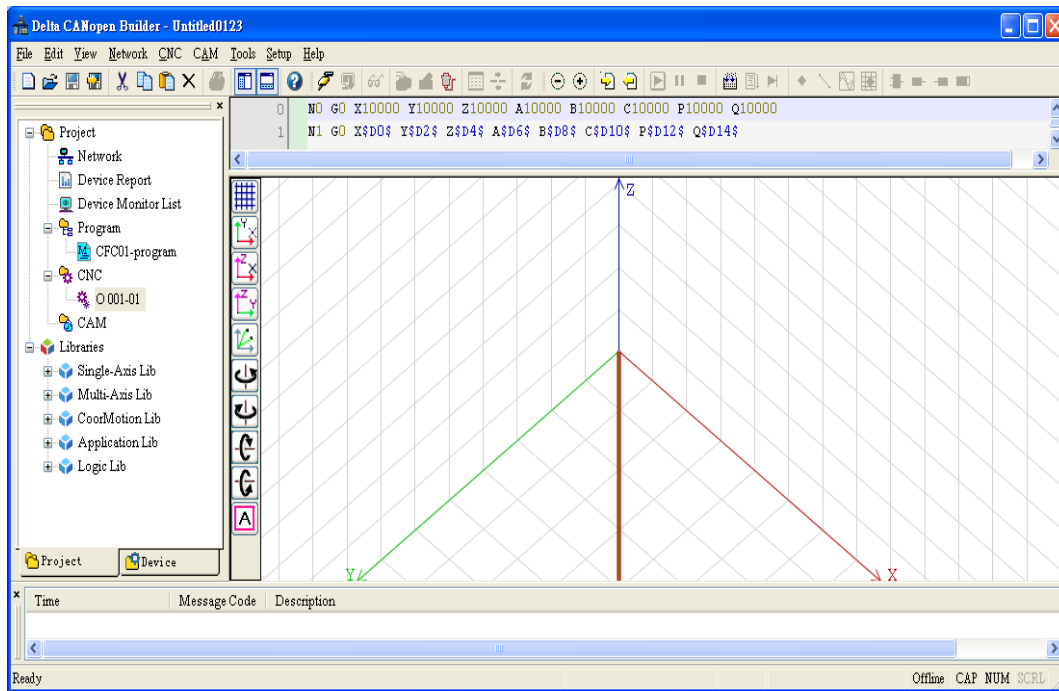 Delta CANopen Builder - Untitled0123
File Edit View Network CNC CAM Tools Setup Help
0 N0 G0 X10000 Y10000 Z10000 A10000 B10000 C10000 P10000 Q10000
1 N1 G0 X$D0$ Y$D2$ Z$D4$ A$D6$ B$D8$ C$D10$ P$D12$ Q$D14$
Project
Network
Device Report
Device Monitor List
Program
CFC01-program
CNC
O 001-01
CAM
Libraries
Single-Axis Lib
Multi-Axis Lib
CoorMotion Lib
Application Lib
Logic Lib
Project Device
Y X
Z X
Z Y
A
Z
Y
X
Time Message Code Description
Ready Offline CAP NUM SCRL